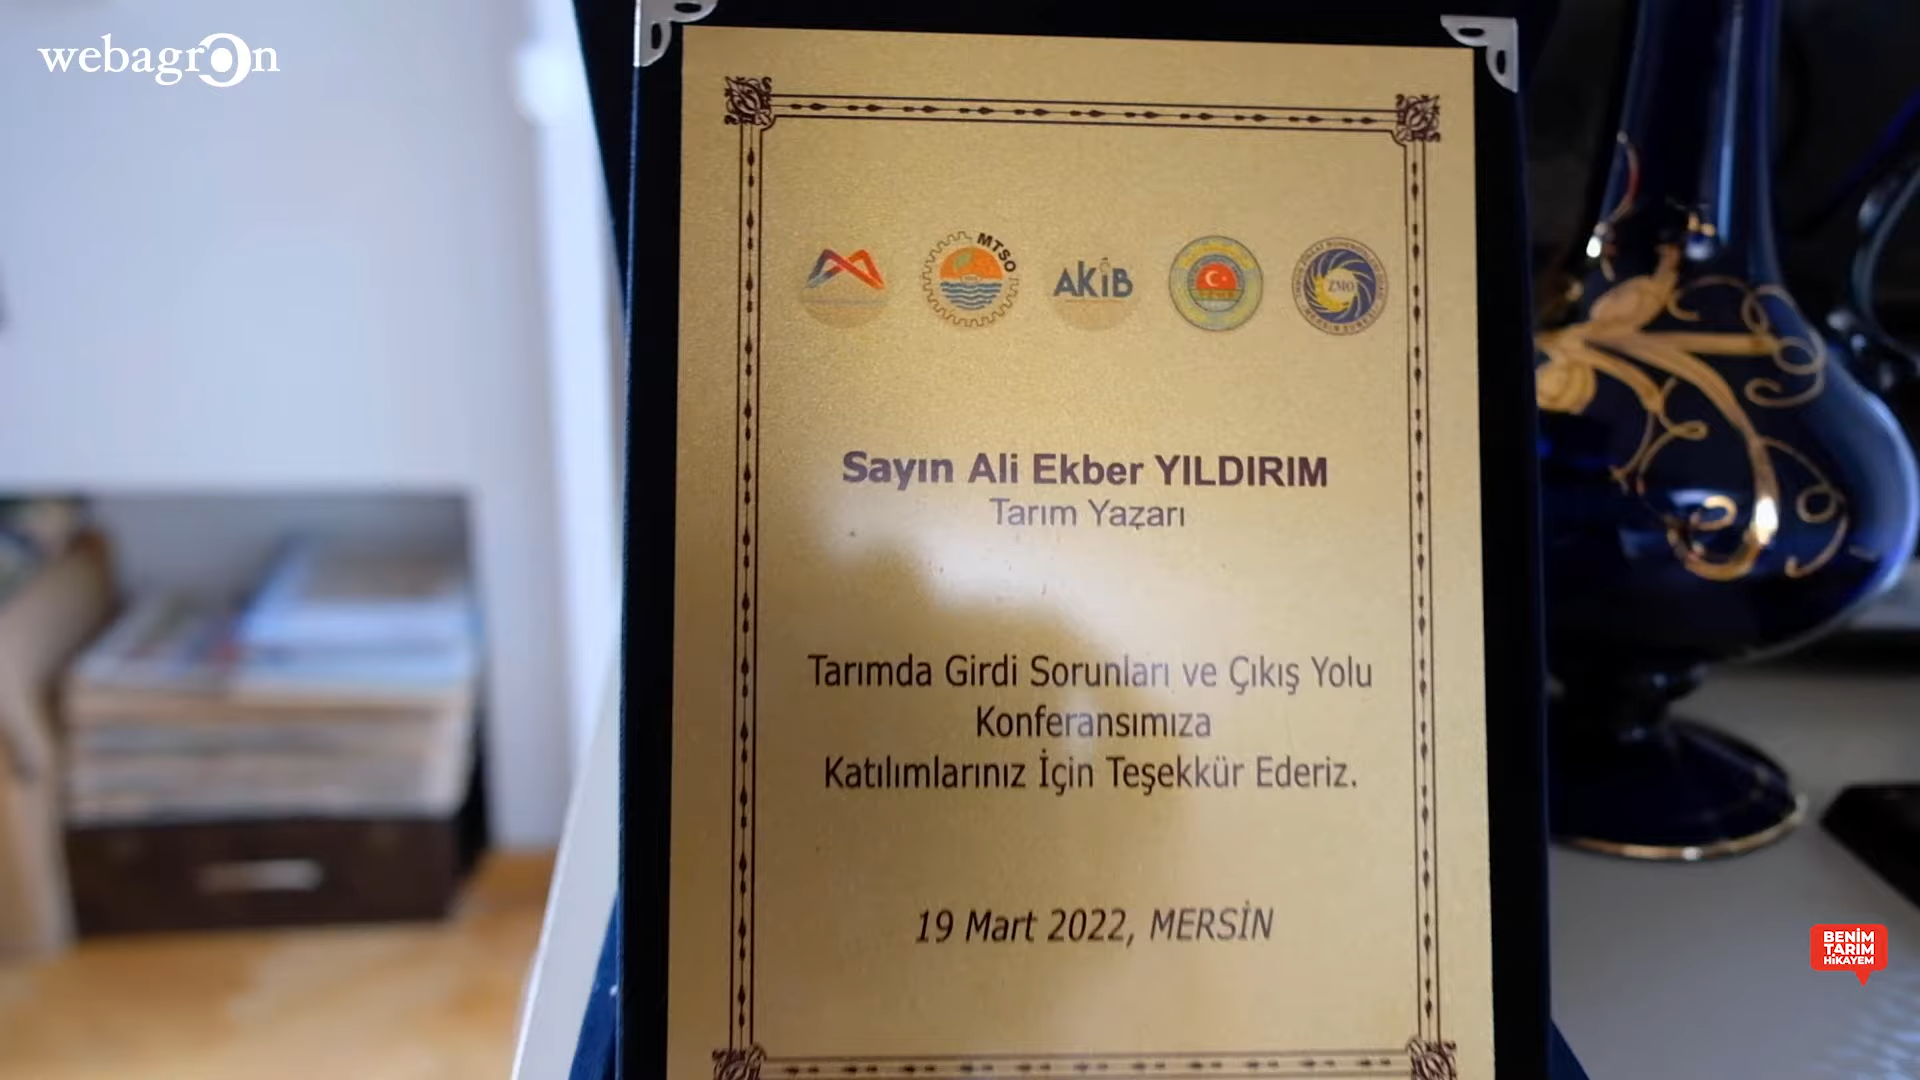 webagron
MTSO
AKİB
ZMO
Sayın Ali Ekber YILDIRIM
Tarım Yazarı
Tarımda Girdi Sorunları ve Çıkış Yolu
Konferansımıza
Katılımlarınız İçin Teşekkür Ederiz.
19 Mart 2022, MERSİN
BENİM
TARIM
HİKAYEM